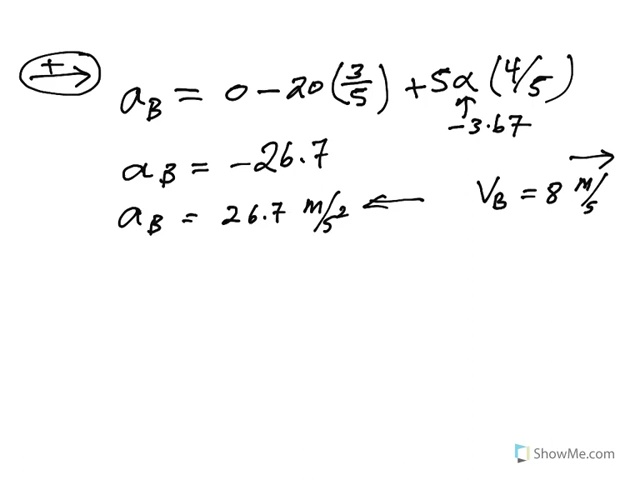 +→ a_B = 0 - 20(3/5) + 5α(4/5)
↑
-3.67
a_B = -26.7
a_B = 26.7 m/s² ← V_B = 8 m/s →
ShowMe.com